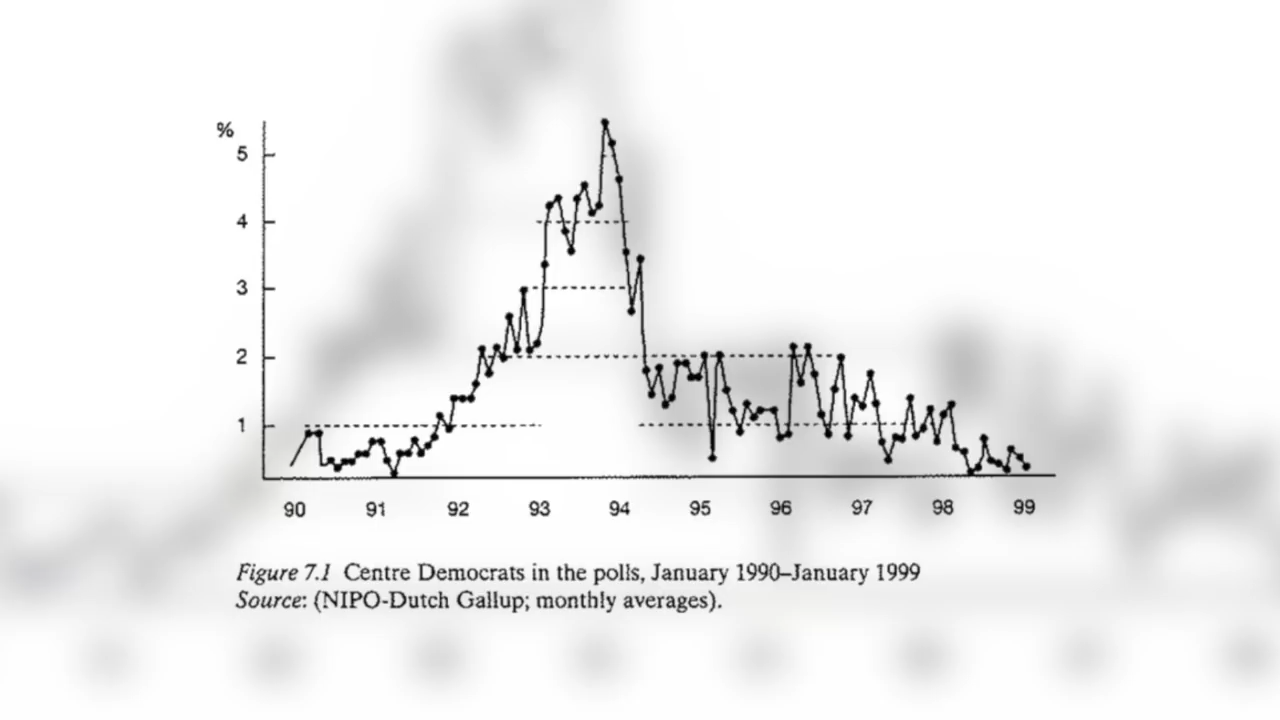 %
5
4
3
2
1
90 91 92 93 94 95 96 97 98 99
Figure 7.1 Centre Democrats in the polls, January 1990–January 1999
Source: (NIPO-Dutch Gallup; monthly averages).